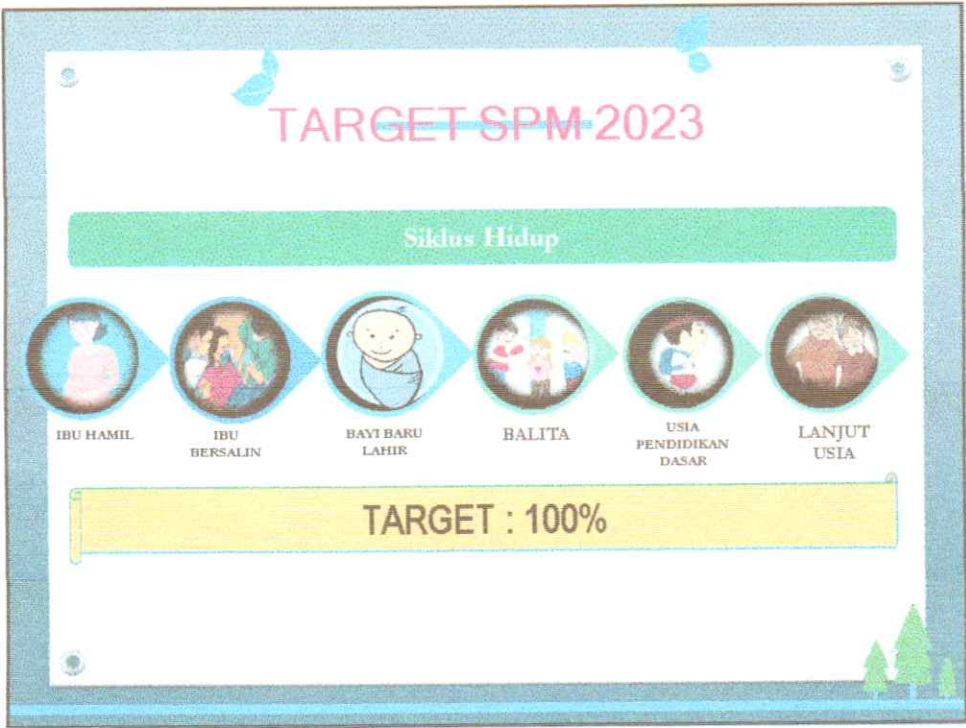 TARGET SPM 2023
Siklus Hidup
IBU HAMIL
IBU
BERSALIN
BAYI BARU
LAHIR
BALITA
USIA
PENDIDIKAN
DASAR
LANJUT
USIA
TARGET : 100%